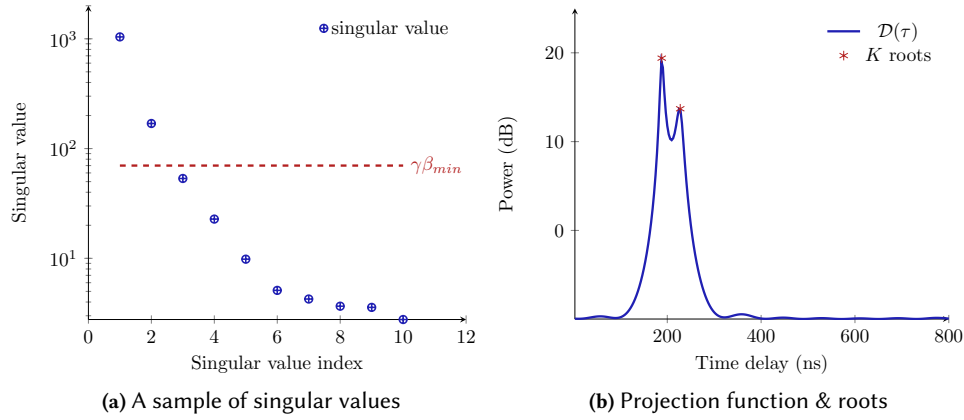 10^3
10^2
10^1
Singular value
singular value
γβ_min
0 2 4 6 8 10 12
Singular value index
(a) A sample of singular values
20
10
0
Power (dB)
D(τ)
K roots
200 400 600 800
Time delay (ns)
(b) Projection function & roots